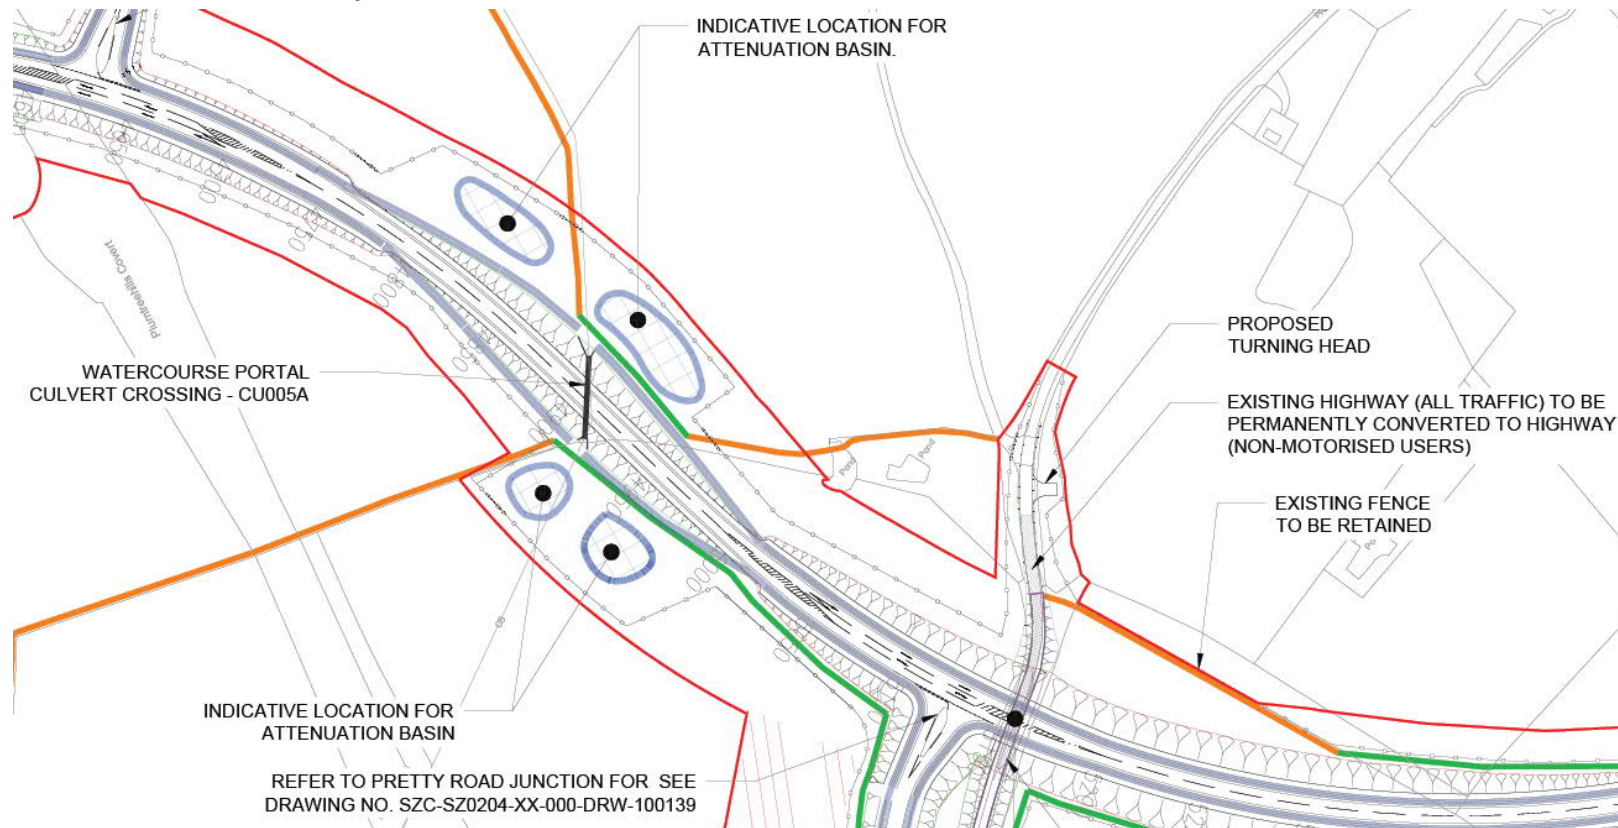 INDICATIVE LOCATION FOR
ATTENUATION BASIN.
Plumtreehills Covert
PROPOSED
TURNING HEAD
WATERCOURSE PORTAL
CULVERT CROSSING - CU005A
EXISTING HIGHWAY (ALL TRAFFIC) TO BE
PERMANENTLY CONVERTED TO HIGHWAY
(NON-MOTORISED USERS)
Pond
Pond
EXISTING FENCE
TO BE RETAINED
INDICATIVE LOCATION FOR
ATTENUATION BASIN
REFER TO PRETTY ROAD JUNCTION FOR SEE
DRAWING NO. SZC-SZ0204-XX-000-DRW-100139